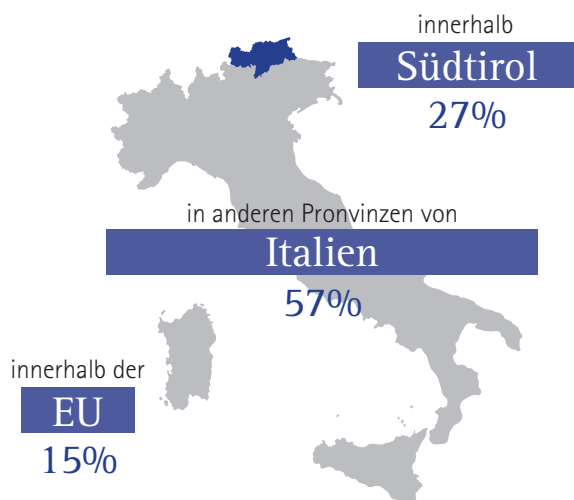 innerhalb
Südtirol
27%
in anderen Pronvinzen von
Italien
57%
innerhalb der
EU
15%